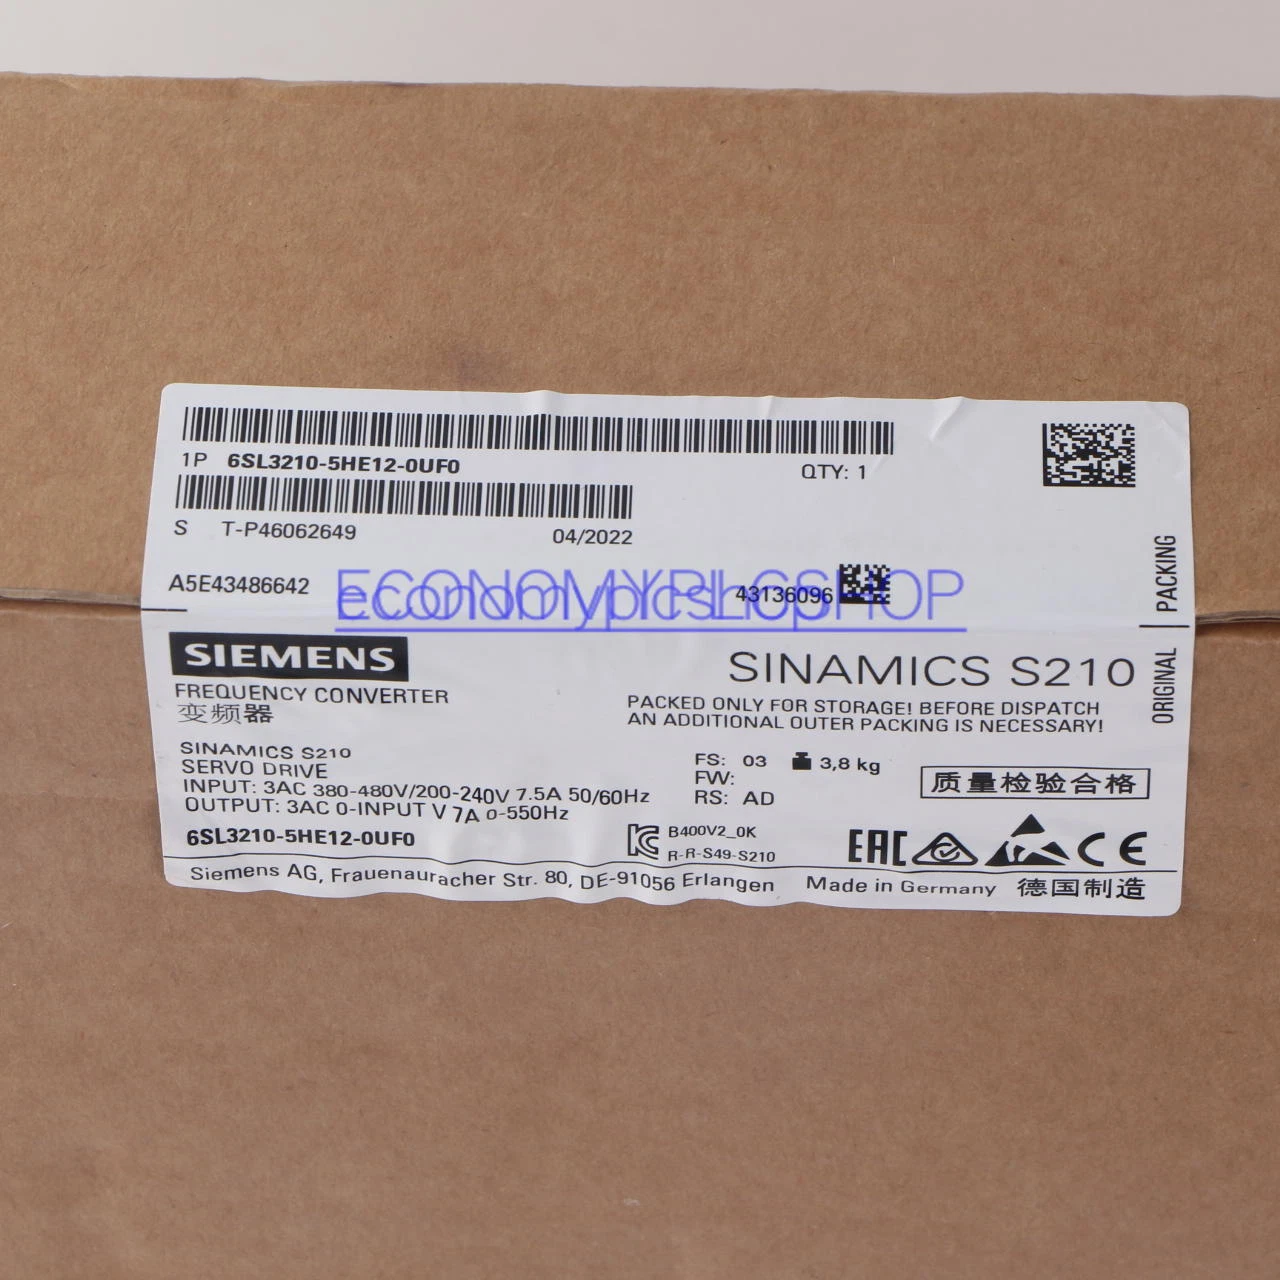 1P 6SL3210-5HE12-0UF0 QTY: 1
S T-P46062649 04/2022
A5E43486642 43136096
ECONOMYPLCSHOP
ORIGINAL PACKING
SIEMENS
SINAMICS S210
FREQUENCY CONVERTER
变频器
PACKED ONLY FOR STORAGE! BEFORE DISPATCH
AN ADDITIONAL OUTER PACKING IS NECESSARY!
SINAMICS S210
SERVO DRIVE
INPUT: 3AC 380-480V/200-240V 7.5A 50/60Hz
OUTPUT: 3AC 0-INPUT V 7A 0-550Hz
6SL3210-5HE12-0UF0
FS: 03 3,8 kg
FW:
RS: AD
质量检验合格
B400V2_0K
R-R-S49-S210
EAC
CE
Siemens AG, Frauenauracher Str. 80, DE-91056 Erlangen Made in Germany 德国制造